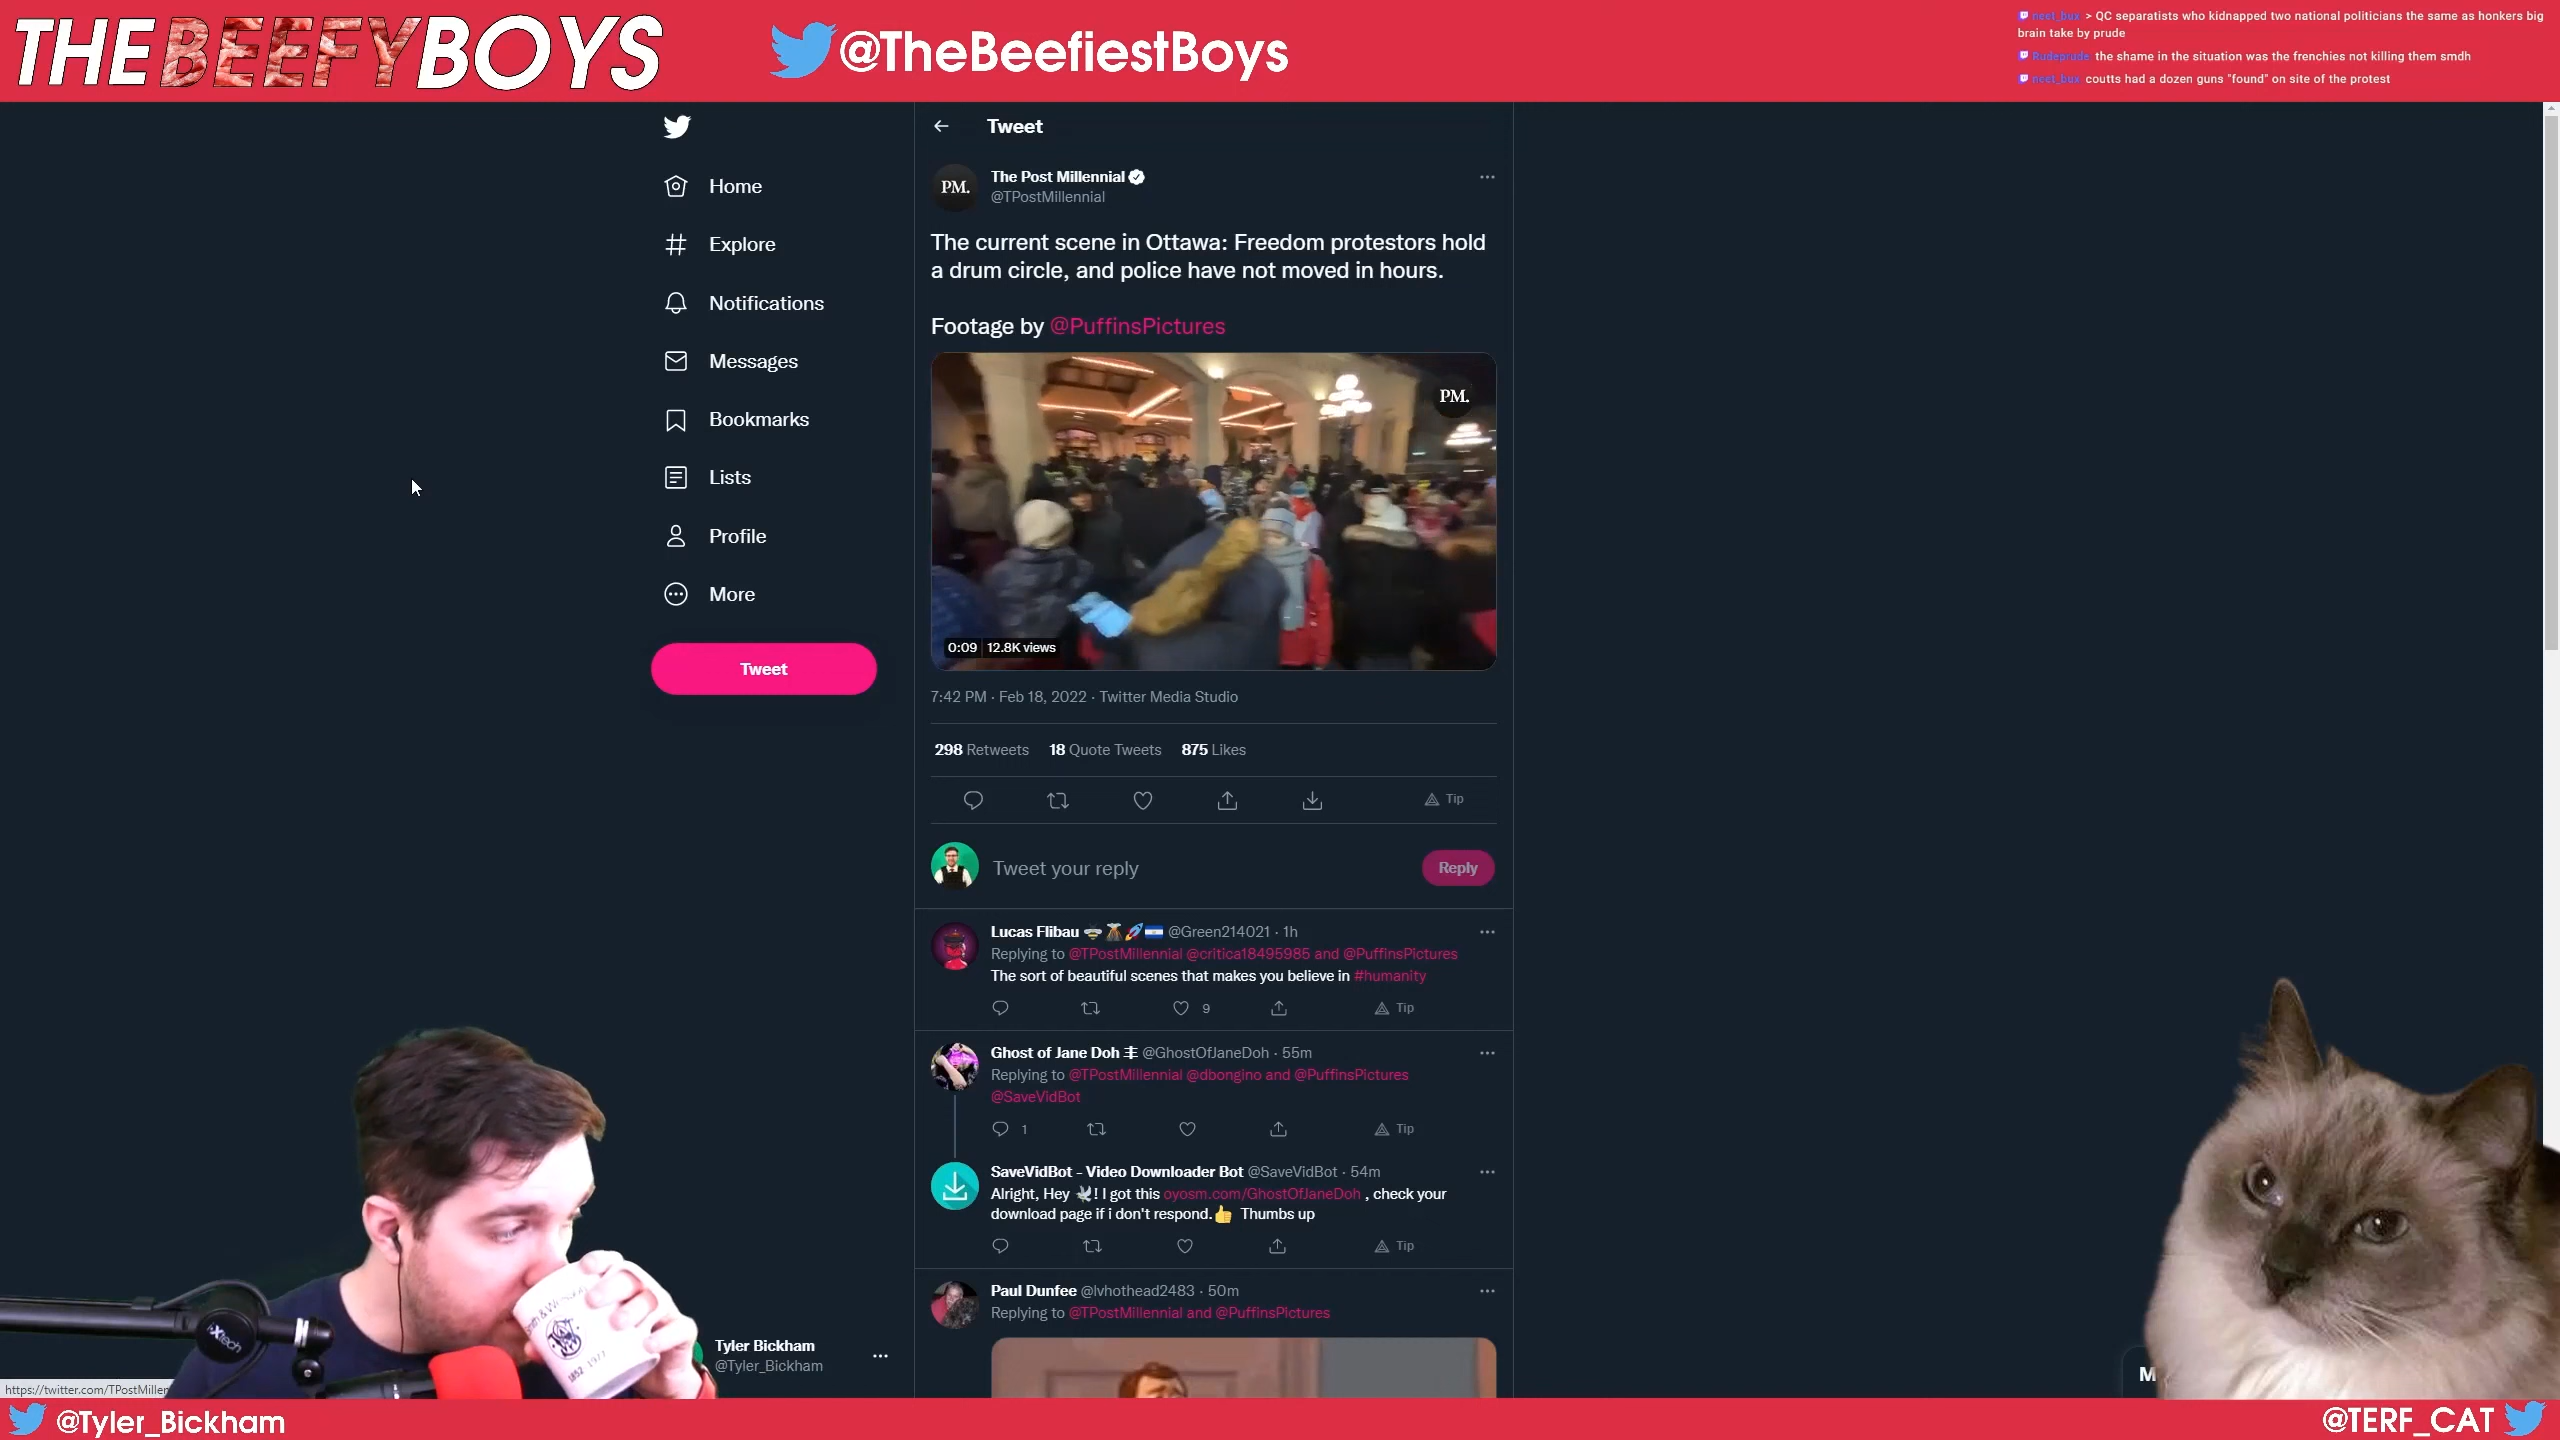 THEBEEFYBOYS
@TheBeefiestBoys
neet_bux > QC separatists who kidnapped two national politicians the same as honkers big
brain take by prude
Rudeprude the shame in the situation was the frenchies not killing them smdh
neet_bux coutts had a dozen guns "found" on site of the protest
Home
Explore
Notifications
Messages
Bookmarks
Lists
Profile
More
Tweet
Tweet
PM.
The Post Millennial
@TPostMillennial
The current scene in Ottawa: Freedom protestors hold
a drum circle, and police have not moved in hours.
Footage by @PuffinsPictures
PM.
0:09 12.8K views
7:42 PM · Feb 18, 2022 · Twitter Media Studio
298 Retweets 18 Quote Tweets 875 Likes
Tip
Tweet your reply
Reply
Lucas Flibau @Green214021 · 1h
Replying to @TPostMillennial @critica18495985 and @PuffinsPictures
The sort of beautiful scenes that makes you believe in #humanity
9 Tip
Ghost of Jane Doh @GhostOfJaneDoh · 55m
Replying to @TPostMillennial @dbongino and @PuffinsPictures
@SaveVidBot
1 Tip
SaveVidBot - Video Downloader Bot @SaveVidBot · 54m
Alright, Hey 🕊! I got this oyosm.com/GhostOfJaneDoh , check your
download page if i don't respond.👍 Thumbs up
Tip
Paul Dunfee @lvhothead2483 · 50m
Replying to @TPostMillennial and @PuffinsPictures
Tyler Bickham
@Tyler_Bickham
M
https://twitter.com/TPostMiller
@Tyler_Bickham
@TERF_CAT